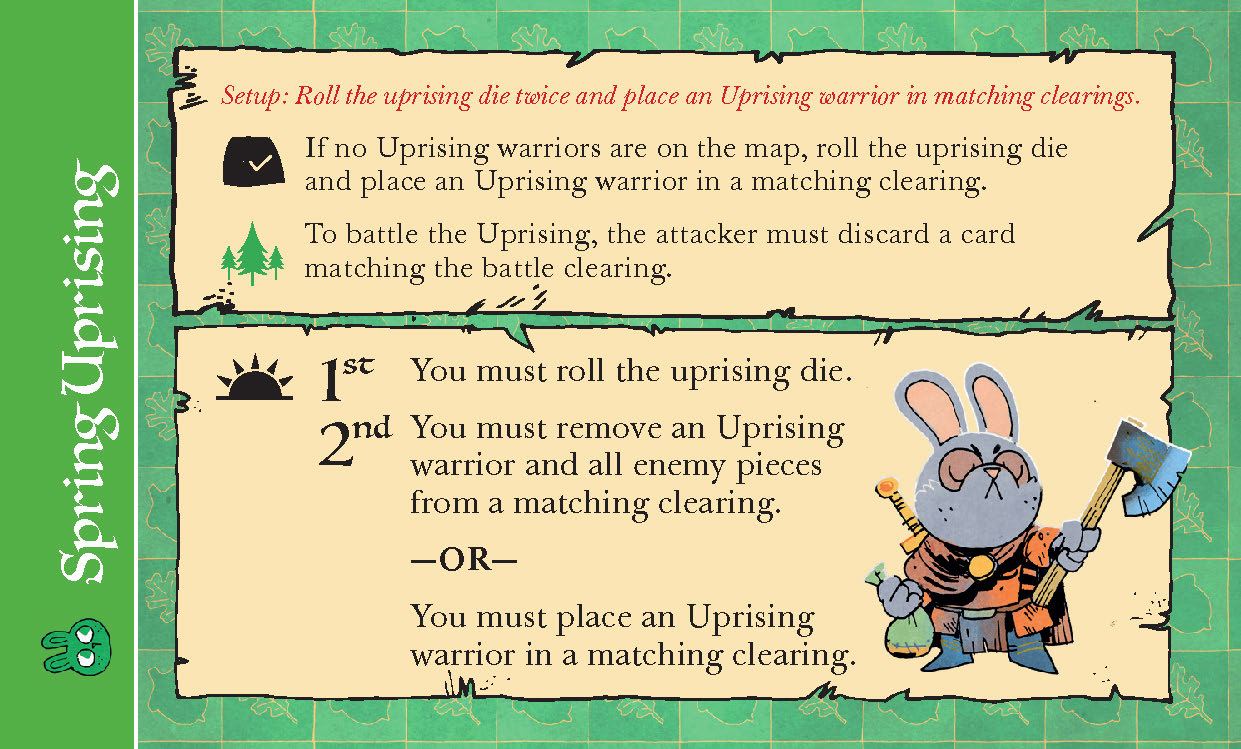 Spring Uprising
Setup: Roll the uprising die twice and place an Uprising warrior in matching clearings.
If no Uprising warriors are on the map, roll the uprising die
and place an Uprising warrior in a matching clearing.
To battle the Uprising, the attacker must discard a card
matching the battle clearing.
1st You must roll the uprising die.
2nd You must remove an Uprising
warrior and all enemy pieces
from a matching clearing.
—OR—
You must place an Uprising
warrior in a matching clearing.